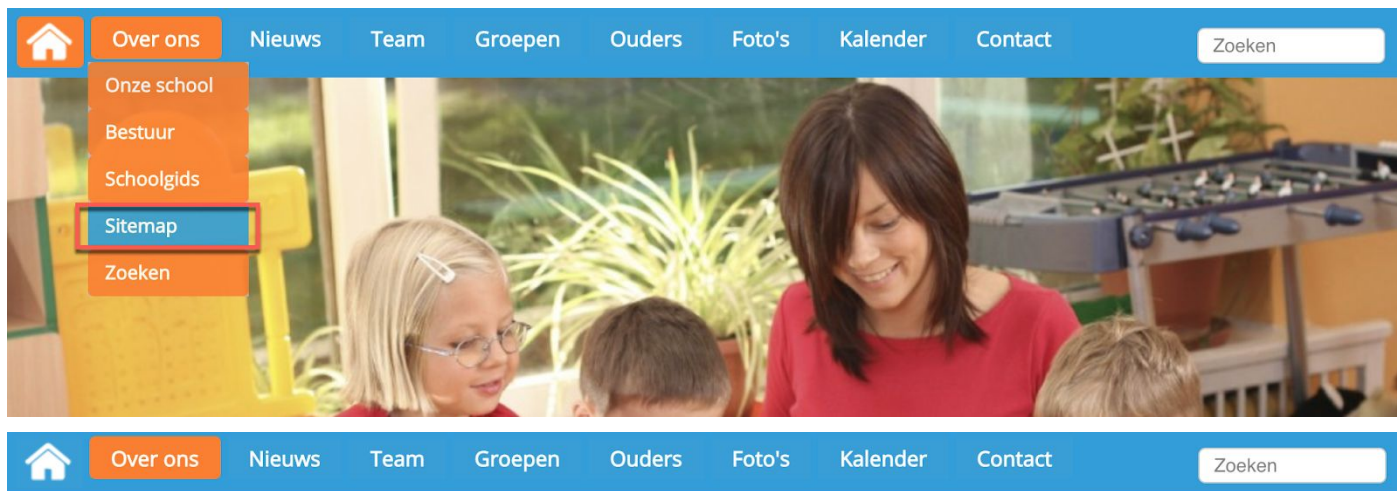 Over ons Nieuws Team Groepen Ouders Foto's Kalender Contact Zoeken
Onze school
Bestuur
Schoolgids
Sitemap
Zoeken
Over ons Nieuws Team Groepen Ouders Foto's Kalender Contact Zoeken